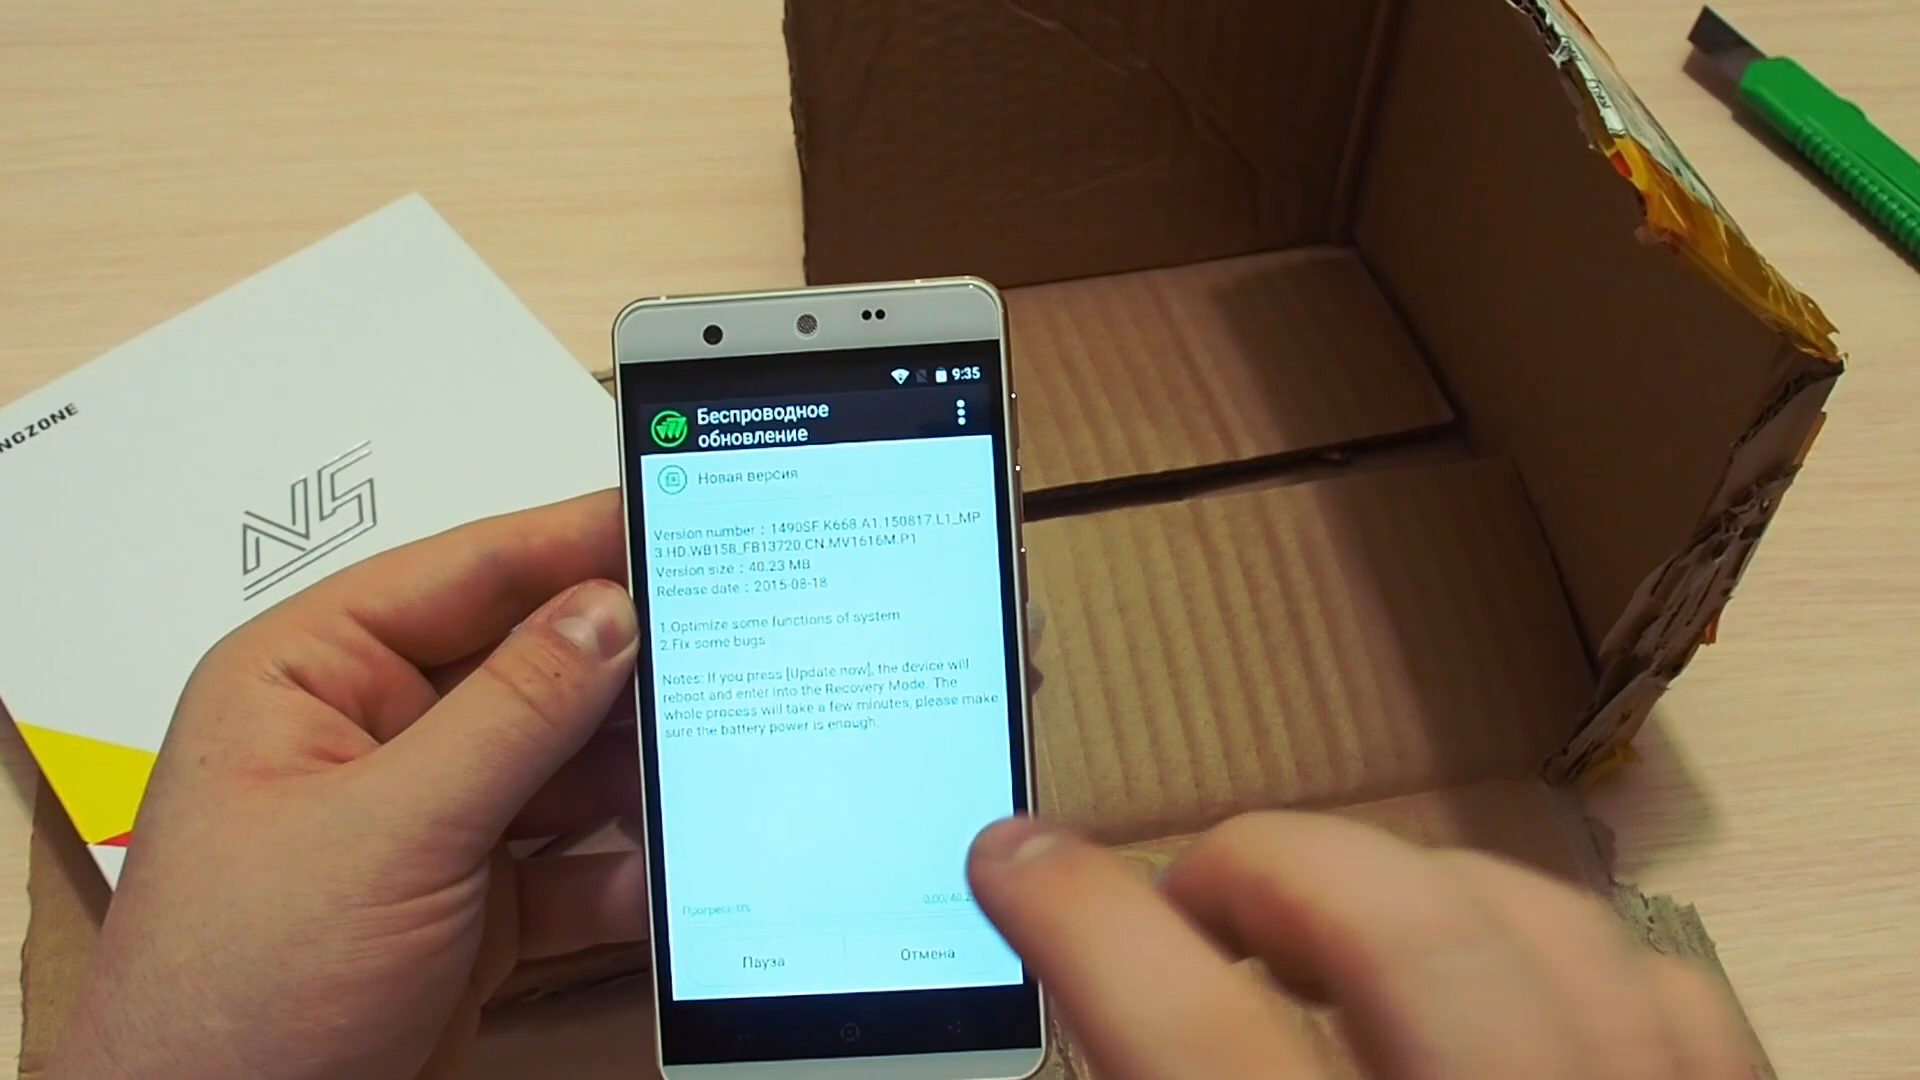 NGZONE
N5
9:35
Беспроводное
обновление
Новая версия
Version number : 1490SF.K668.A1.150817.L1_MP
3.HD.WB158_FB13720.CN.MV1616M.P1
Version size : 40.23 MB
Release date : 2015-08-18
1.Optimize some functions of system
2.Fix some bugs
Notes: If you press [Update now], the device will
reboot and enter into the Recovery Mode. The
whole process will take a few minutes, please make
sure the battery power is enough.
Прогресс:0%
0.00/40.2
Пауза
Отмена